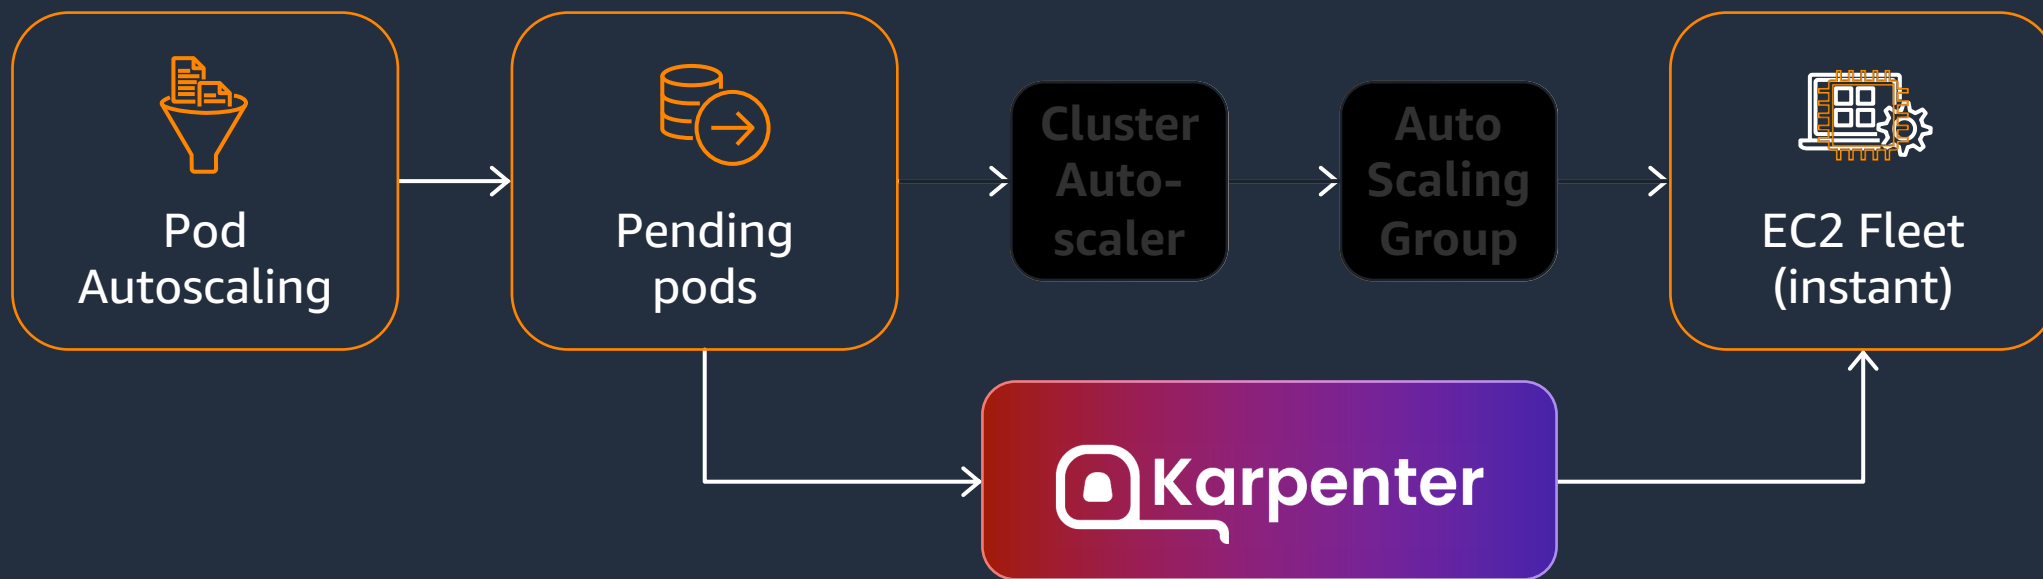 Pod
Autoscaling
Pending
pods
Cluster
Auto-
scaler
Auto
Scaling
Group
EC2 Fleet
(instant)
Karpenter